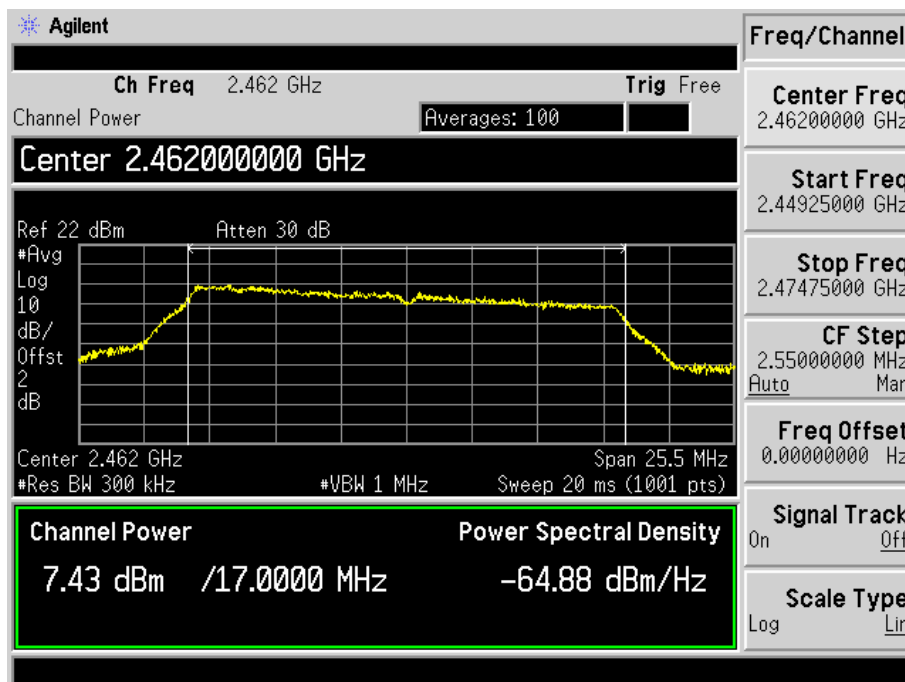 Agilent
Freq/Channel
Ch Freq 2.462 GHz Trig Free
Channel Power Averages: 100
Center 2.462000000 GHz
Ref 22 dBm Atten 30 dB
#Avg
Log
10
dB/
Offst
2
dB
Center 2.462 GHz Span 25.5 MHz
#Res BW 300 kHz #VBW 1 MHz Sweep 20 ms (1001 pts)
Channel Power Power Spectral Density
7.43 dBm /17.0000 MHz -64.88 dBm/Hz
Center Freq
2.46200000 GHz
Start Freq
2.44925000 GHz
Stop Freq
2.47475000 GHz
CF Step
2.55000000 MHz
Auto Man
Freq Offset
0.00000000 Hz
Signal Track
On Off
Scale Type
Log Lin